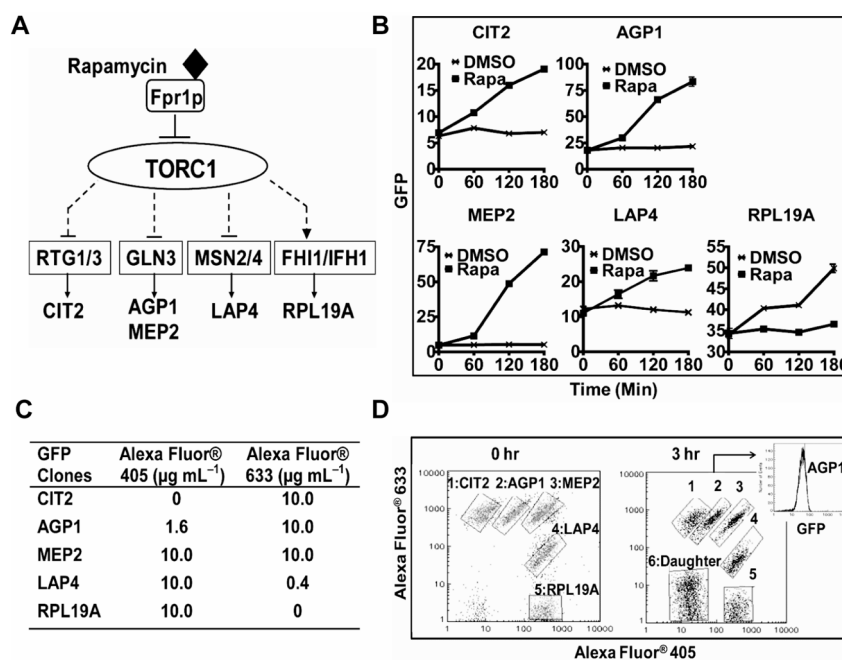 A
Rapamycin
Fpr1p
TORC1
RTG1/3 GLN3 MSN2/4 FHI1/IFH1
CIT2 AGP1 LAP4 RPL19A
MEP2
B
CIT2 AGP1
DMSO
Rapa
20
15
10
5
0
0 60 120 180
DMSO
Rapa
100
75
50
25
0
0 60 120 180
GFP
MEP2 LAP4 RPL19A
DMSO
Rapa
75
50
25
0
0 60 120 180
DMSO
Rapa
30
20
10
0
0 60 120 180
DMSO
Rapa
55
50
45
40
35
30
0 60 120 180
Time (Min)
C
GFP Clones Alexa Fluor® 405 (µg mL–1) Alexa Fluor® 633 (µg mL–1)
CIT2 0 10.0
AGP1 1.6 10.0
MEP2 10.0 10.0
LAP4 10.0 0.4
RPL19A 10.0 0
D
0 hr 3 hr
Alexa Fluor® 633
10000
1000
100
10
1
1:CIT2 2:AGP1 3:MEP2
4:LAP4
5:RPL19A
1 10 100 1000 10000
10000
1000
100
10
1
1 2 3
4
6:Daughter
5
1 10 100 1000 10000
AGP1
GFP
Alexa Fluor® 405